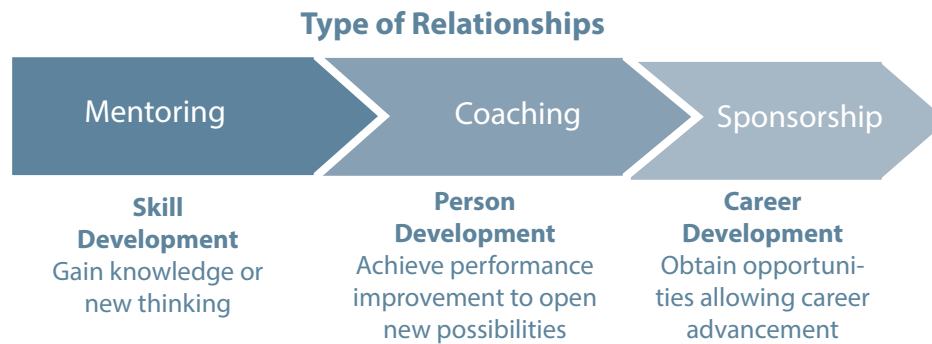 Type of Relationships
Mentoring
Coaching
Sponsorship
Skill
Development
Gain knowledge or
new thinking
Person
Development
Achieve performance
improvement to open
new possibilities
Career
Development
Obtain opportuni-
ties allowing career
advancement